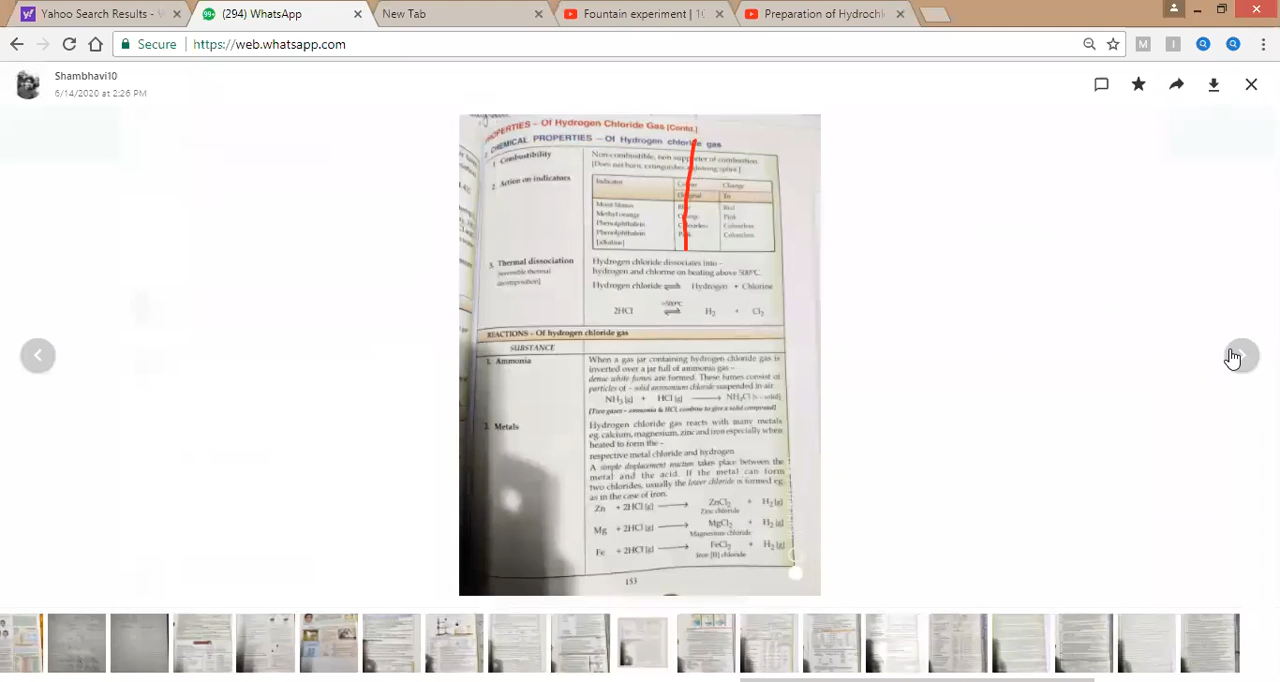 Yahoo Search Results -
(294) WhatsApp
New Tab
Fountain experiment | 1
Preparation of Hydrochl
Secure
https://web.whatsapp.com
Shambhavi10
6/14/2020 at 2:26 PM
PROPERTIES – Of Hydrogen Chloride Gas [Contd.]
CHEMICAL PROPERTIES – Of Hydrogen chloride gas
1. Combustibility
Non-combustible, non supporter of combustion.
2. Action on indicators
Indicator
Change
To
Moist litmus
Red
Methyl orange
Pink
Phenolphthalein
Colourless
Phenolphthalein
Colourless
[alkaline]
3. Thermal dissociation
[reversible thermal
decomposition]
Hydrogen chloride dissociates into –
hydrogen and chlorine on heating above 500°C.
Hydrogen chloride
Hydrogen + Chlorine
>500°C
2HCl
H₂ + Cl₂
REACTIONS – Of hydrogen chloride gas
SUBSTANCE
1. Ammonia
When a gas jar containing hydrogen chloride gas is
inverted over a jar full of ammonia gas –
dense white fumes are formed. These fumes consist of
particles of – solid ammonium chloride suspended in air
NH₃ [g] + HCl [g] ⟶ NH₄Cl [s – solid]
[Two gases – ammonia & HCl, combine to give a solid compound]
2. Metals
Hydrogen chloride gas reacts with many metals
eg. calcium, magnesium, zinc and iron especially when
heated to form the –
respective metal chloride and hydrogen
A simple displacement reaction takes place between the
metal and the acid. If the metal can form
two chlorides, usually the lower chloride is formed eg.
as in the case of iron.
Zn + 2HCl [g] ⟶ ZnCl₂ + H₂ [g]
Zinc chloride
Mg + 2HCl [g] ⟶ MgCl₂ + H₂ [g]
Magnesium chloride
Fe + 2HCl [g] ⟶ FeCl₂ + H₂ [g]
Iron [II] chloride
153